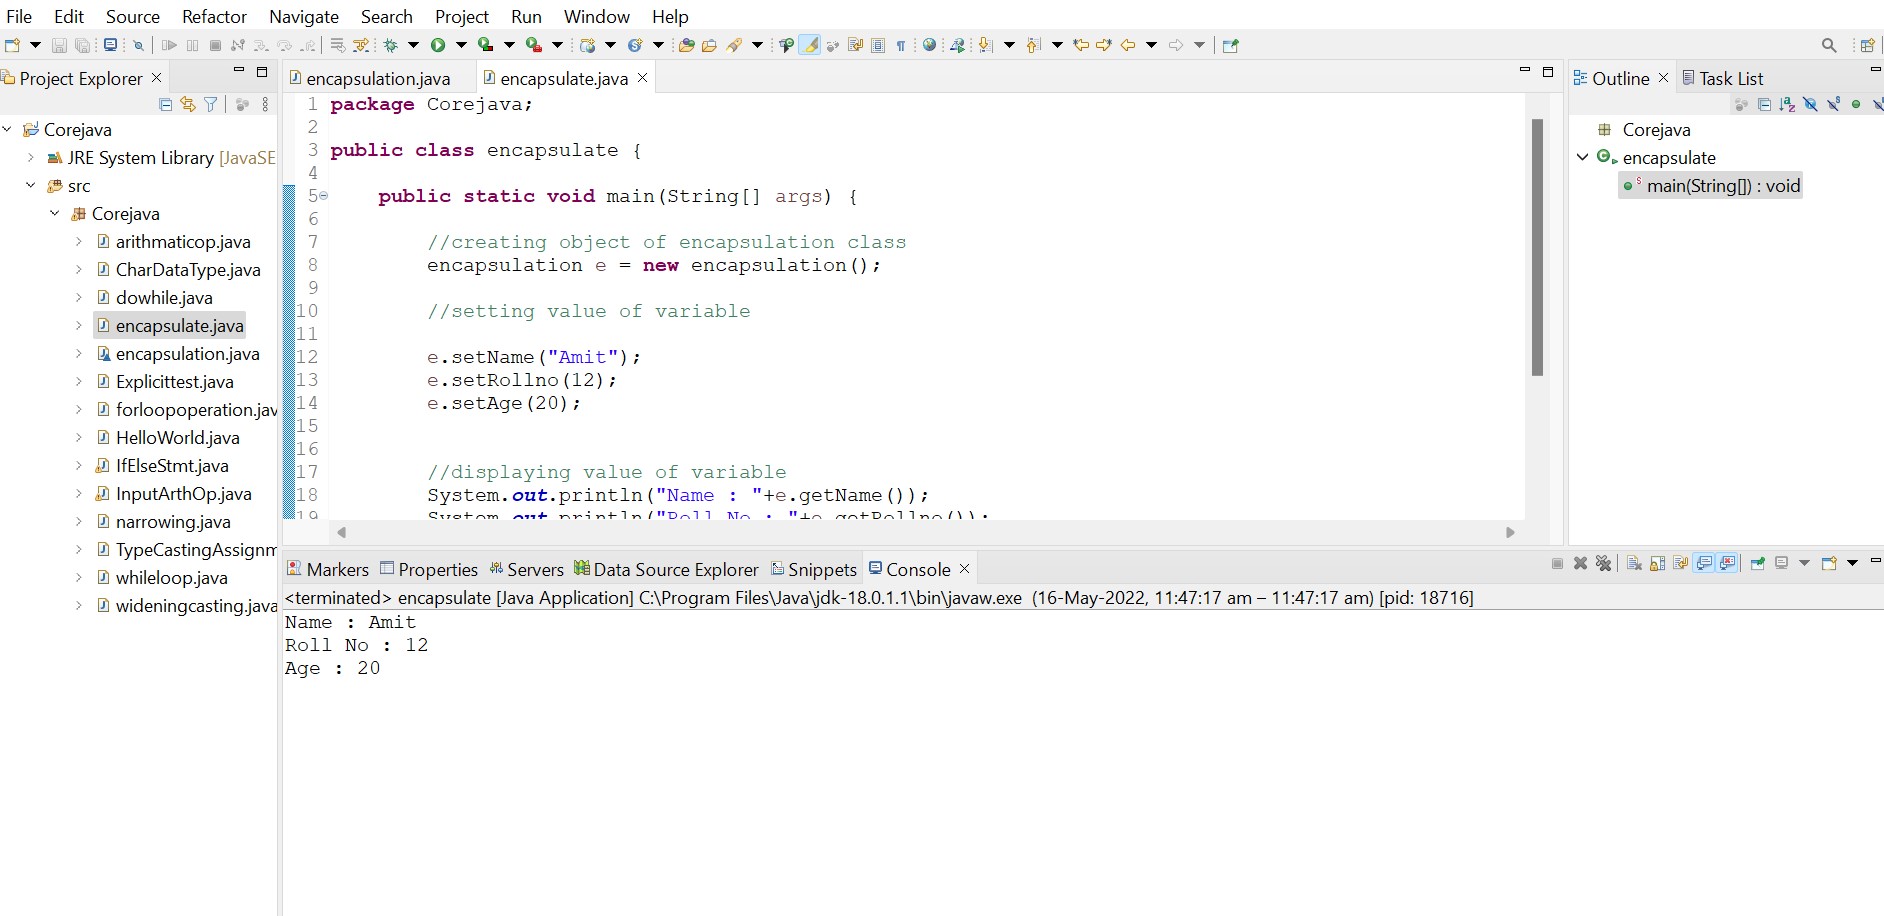 File Edit Source Refactor Navigate Search Project Run Window Help
Project Explorer
Corejava
JRE System Library [JavaSE
src
Corejava
arithmaticop.java
CharDataType.java
dowhile.java
encapsulate.java
encapsulation.java
Explicittest.java
forloopoperation.jav
HelloWorld.java
IfElseStmt.java
InputArthOp.java
narrowing.java
TypeCastingAssignm
whileloop.java
wideningcasting.java
encapsulation.java encapsulate.java
1 package Corejava;
2
3 public class encapsulate {
4
5 public static void main(String[] args) {
6
7 //creating object of encapsulation class
8 encapsulation e = new encapsulation();
9
10 //setting value of variable
11
12 e.setName("Amit");
13 e.setRollno(12);
14 e.setAge(20);
15
16
17 //displaying value of variable
18 System.out.println("Name : "+e.getName());
19 System.out.println("Roll No : "+e.getRollno());
Outline Task List
Corejava
encapsulate
main(String[]) : void
Markers Properties Servers Data Source Explorer Snippets Console
<terminated> encapsulate [Java Application] C:\Program Files\Java\jdk-18.0.1.1\bin\javaw.exe (16-May-2022, 11:47:17 am – 11:47:17 am) [pid: 18716]
Name : Amit
Roll No : 12
Age : 20